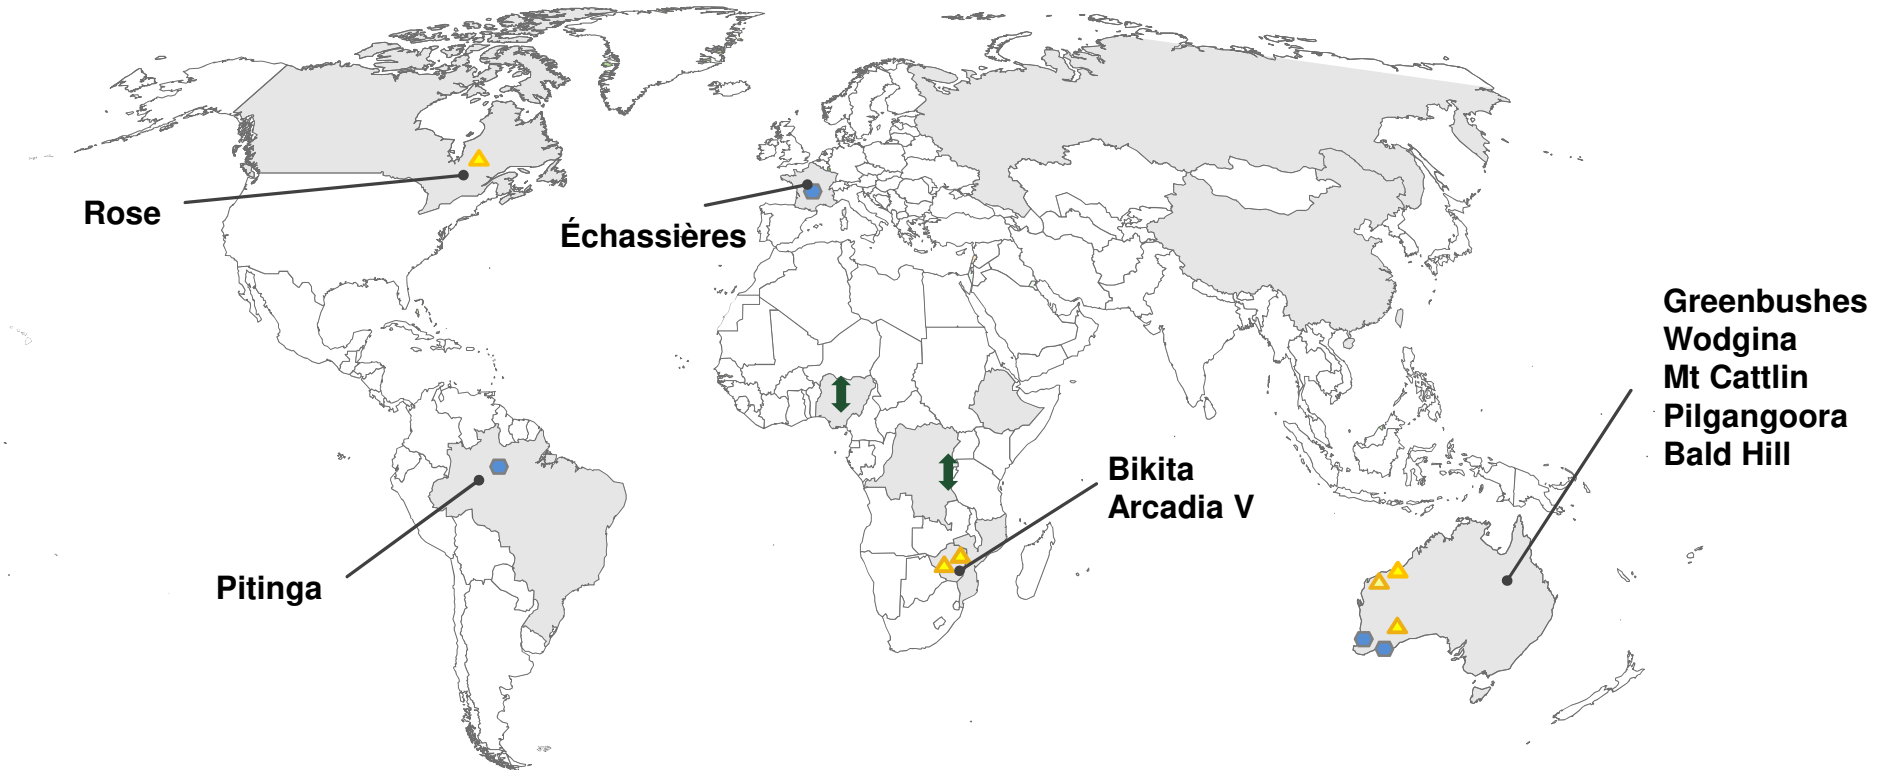 Rose
Échassières
Greenbushes
Wodgina
Mt Cattlin
Pilgangoora
Bald Hill
Bikita
Arcadia V
Pitinga